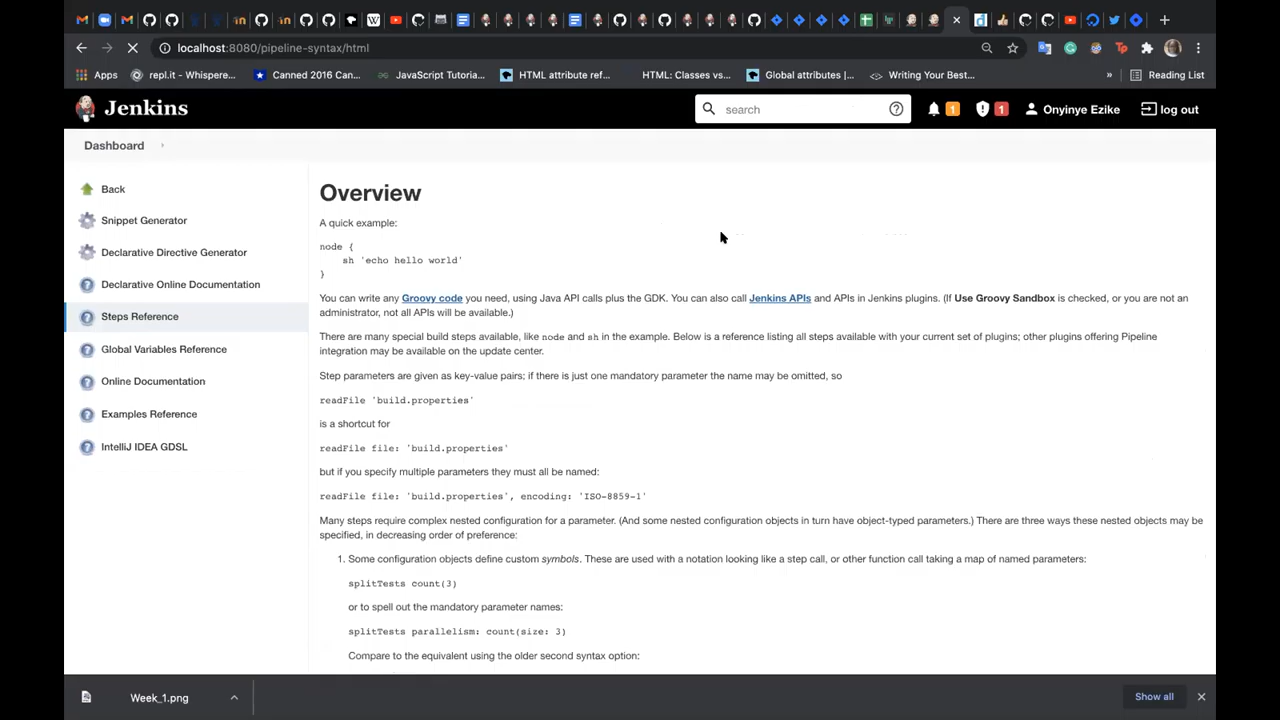 localhost:8080/pipeline-syntax/html
Apps
repl.it - Whispere...
Canned 2016 Can...
JavaScript Tutoria...
HTML attribute ref...
HTML: Classes vs...
Global attributes |...
Writing Your Best...
»
Reading List
Jenkins
search
1
1
Onyinye Ezike
log out
Dashboard
Back
Snippet Generator
Declarative Directive Generator
Declarative Online Documentation
Steps Reference
Global Variables Reference
Online Documentation
Examples Reference
IntelliJ IDEA GDSL
Overview
A quick example:
node {
sh 'echo hello world'
}
You can write any Groovy code you need, using Java API calls plus the GDK. You can also call Jenkins APIs and APIs in Jenkins plugins. (If Use Groovy Sandbox is checked, or you are not an
administrator, not all APIs will be available.)
There are many special build steps available, like node and sh in the example. Below is a reference listing all steps available with your current set of plugins; other plugins offering Pipeline
integration may be available on the update center.
Step parameters are given as key-value pairs; if there is just one mandatory parameter the name may be omitted, so
readFile 'build.properties'
is a shortcut for
readFile file: 'build.properties'
but if you specify multiple parameters they must all be named:
readFile file: 'build.properties', encoding: 'ISO-8859-1'
Many steps require complex nested configuration for a parameter. (And some nested configuration objects in turn have object-typed parameters.) There are three ways these nested objects may be
specified, in decreasing order of preference:
1. Some configuration objects define custom symbols. These are used with a notation looking like a step call, or other function call taking a map of named parameters:
splitTests count(3)
or to spell out the mandatory parameter names:
splitTests parallelism: count(size: 3)
Compare to the equivalent using the older second syntax option:
Week_1.png
Show all